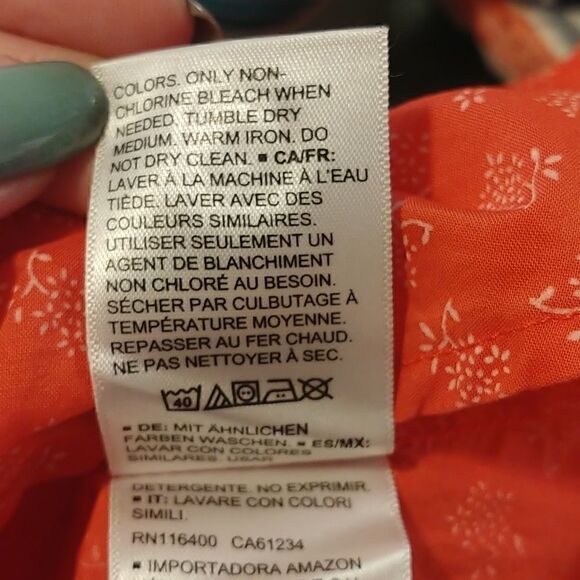 COLORS. ONLY NON-
CHLORINE BLEACH WHEN
NEEDED. TUMBLE DRY
MEDIUM. WARM IRON. DO
NOT DRY CLEAN. ▪ CA/FR:
LAVER À LA MACHINE À L'EAU
TIÈDE. LAVER AVEC DES
COULEURS SIMILAIRES.
UTILISER SEULEMENT UN
AGENT DE BLANCHIMENT
NON CHLORÉ AU BESOIN.
SÉCHER PAR CULBUTAGE À
TEMPÉRATURE MOYENNE.
REPASSER AU FER CHAUD.
NE PAS NETTOYER À SEC.
40
▪ DE: MIT ÄHNLICHEN
FARBEN WASCHEN. ▪ ES/MX:
LAVAR CON COLORES
SIMILARES. USAR
DETERGENTE. NO EXPRIMIR.
▪ IT: LAVARE CON COLORI
SIMILI.
RN116400 CA61234
▪ IMPORTADORA AMAZON